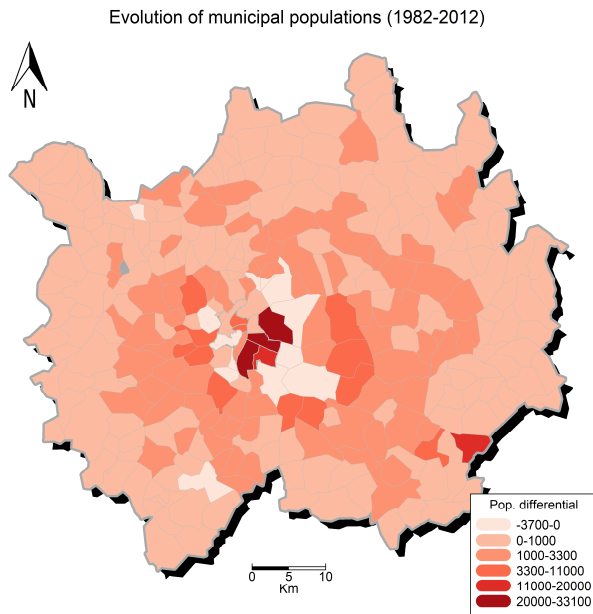 Evolution of municipal populations (1982-2012)
N
Pop. differential
-3700-0
0-1000
1000-3300
3300-11000
11000-20000
20000-33100
0 5 10
Km